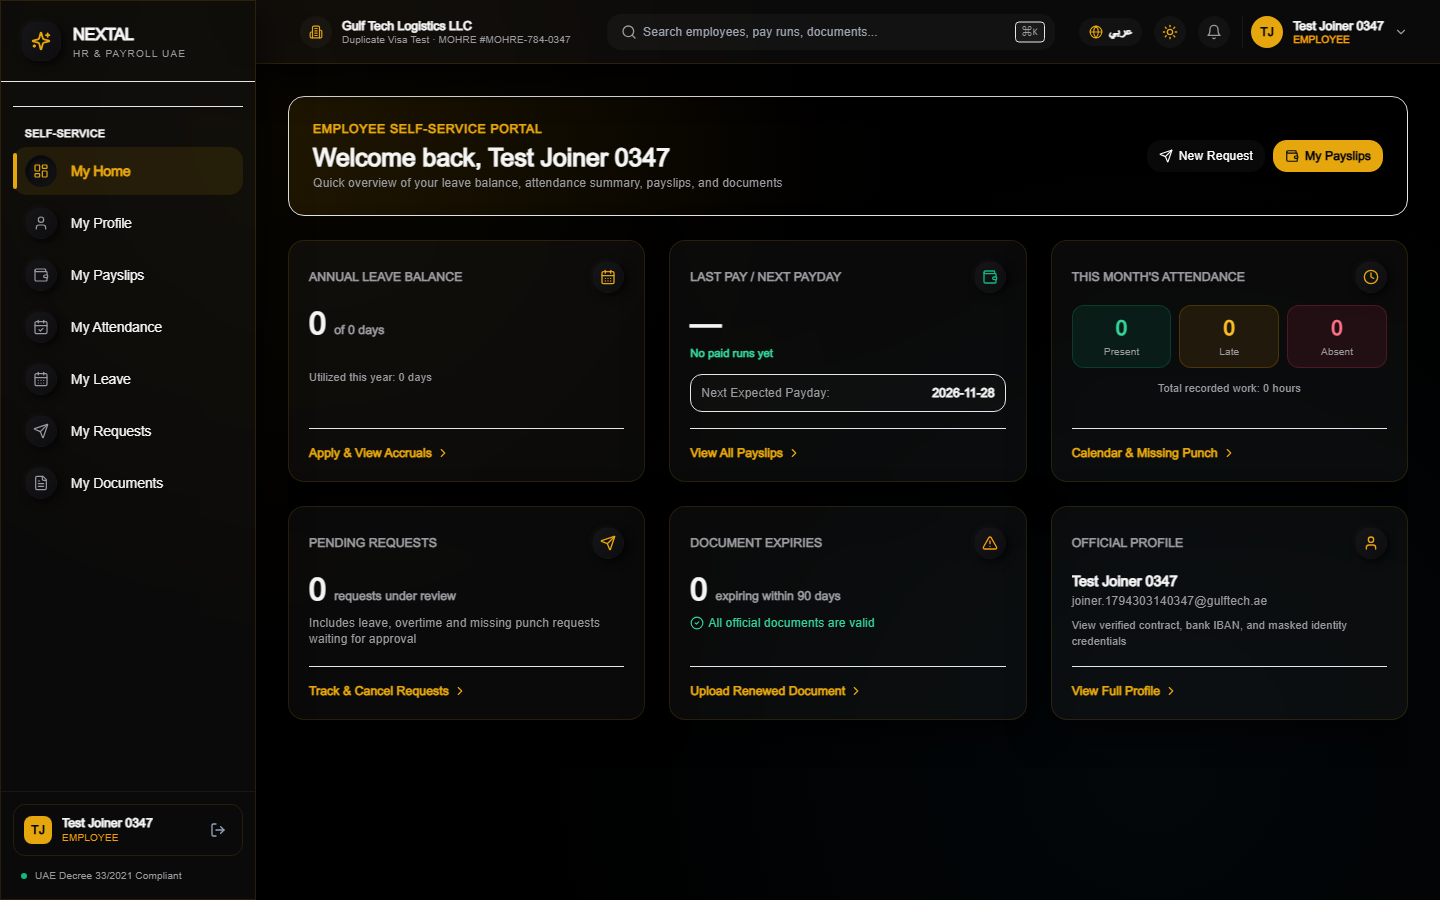 NEXTAL
HR & PAYROLL UAE
Gulf Tech Logistics LLC
Duplicate Visa Test · MOHRE #MOHRE-784-0347
Search employees, pay runs, documents...
⌘K
عربي
TJ
Test Joiner 0347
EMPLOYEE
SELF-SERVICE
My Home
My Profile
My Payslips
My Attendance
My Leave
My Requests
My Documents
EMPLOYEE SELF-SERVICE PORTAL
Welcome back, Test Joiner 0347
Quick overview of your leave balance, attendance summary, payslips, and documents
New Request
My Payslips
ANNUAL LEAVE BALANCE
0 of 0 days
Utilized this year: 0 days
Apply & View Accruals
LAST PAY / NEXT PAYDAY
—
No paid runs yet
Next Expected Payday: 2026-11-28
View All Payslips
THIS MONTH'S ATTENDANCE
0 0 0
Present Late Absent
Total recorded work: 0 hours
Calendar & Missing Punch
PENDING REQUESTS
0 requests under review
Includes leave, overtime and missing punch requests
waiting for approval
Track & Cancel Requests
DOCUMENT EXPIRIES
0 expiring within 90 days
All official documents are valid
Upload Renewed Document
OFFICIAL PROFILE
Test Joiner 0347
joiner.1794303140347@gulftech.ae
View verified contract, bank IBAN, and masked identity
credentials
View Full Profile
TJ
Test Joiner 0347
EMPLOYEE
UAE Decree 33/2021 Compliant